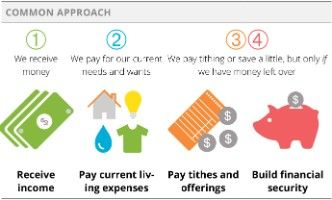 COMMON APPROACH
1
2
3 4
We receive
money
We pay for our current
needs and wants
We pay tithing or save a little, but only if
we have money left over
$
$
$
$
$
Receive
income
Pay current liv-
ing expenses
Pay tithes and
offerings
Build financial
security